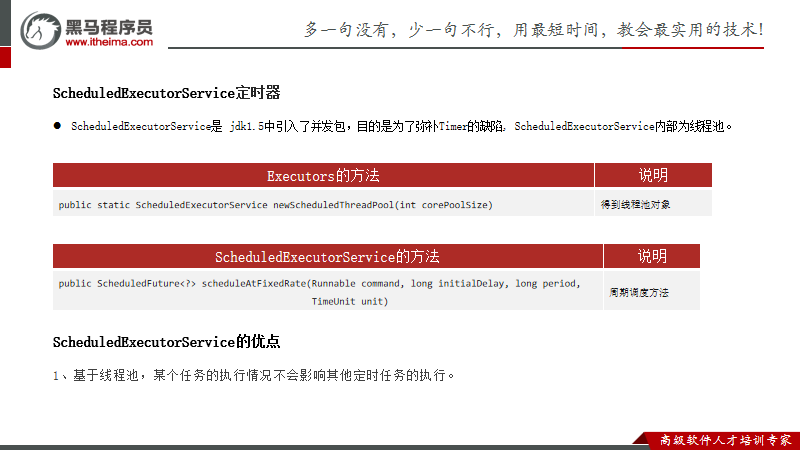 黑马程序员
www.itheima.com
多一句没有，少一句不行，用最短时间，教会最实用的技术！
ScheduledExecutorService定时器
● ScheduledExecutorService是 jdk1.5中引入了并发包，目的是为了弥补Timer的缺陷, ScheduledExecutorService内部为线程池。
Executors的方法 说明
public static ScheduledExecutorService newScheduledThreadPool(int corePoolSize) 得到线程池对象
ScheduledExecutorService的方法 说明
public ScheduledFuture<?> scheduleAtFixedRate(Runnable command, long initialDelay, long period,
TimeUnit unit) 周期调度方法
ScheduledExecutorService的优点
1、基于线程池，某个任务的执行情况不会影响其他定时任务的执行。
高级软件人才培训专家